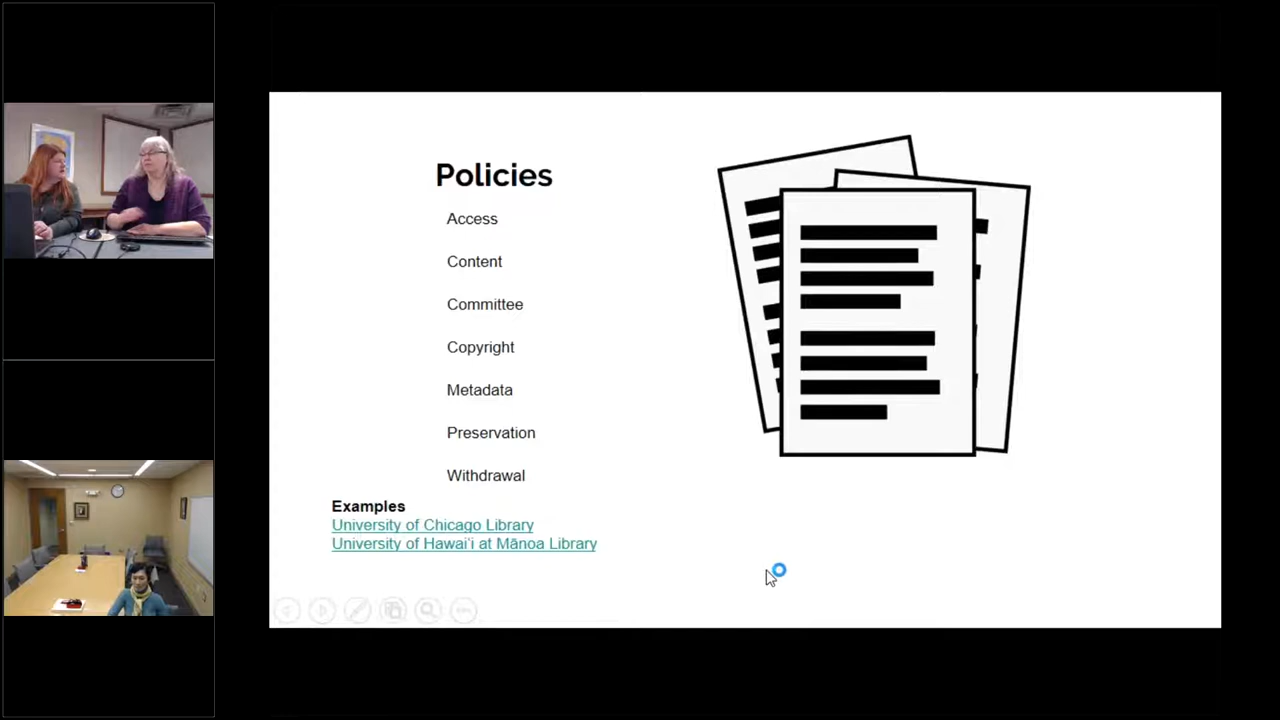 Policies
Access
Content
Committee
Copyright
Metadata
Preservation
Withdrawal
Examples
University of Chicago Library
University of Hawaiʻi at Mānoa Library